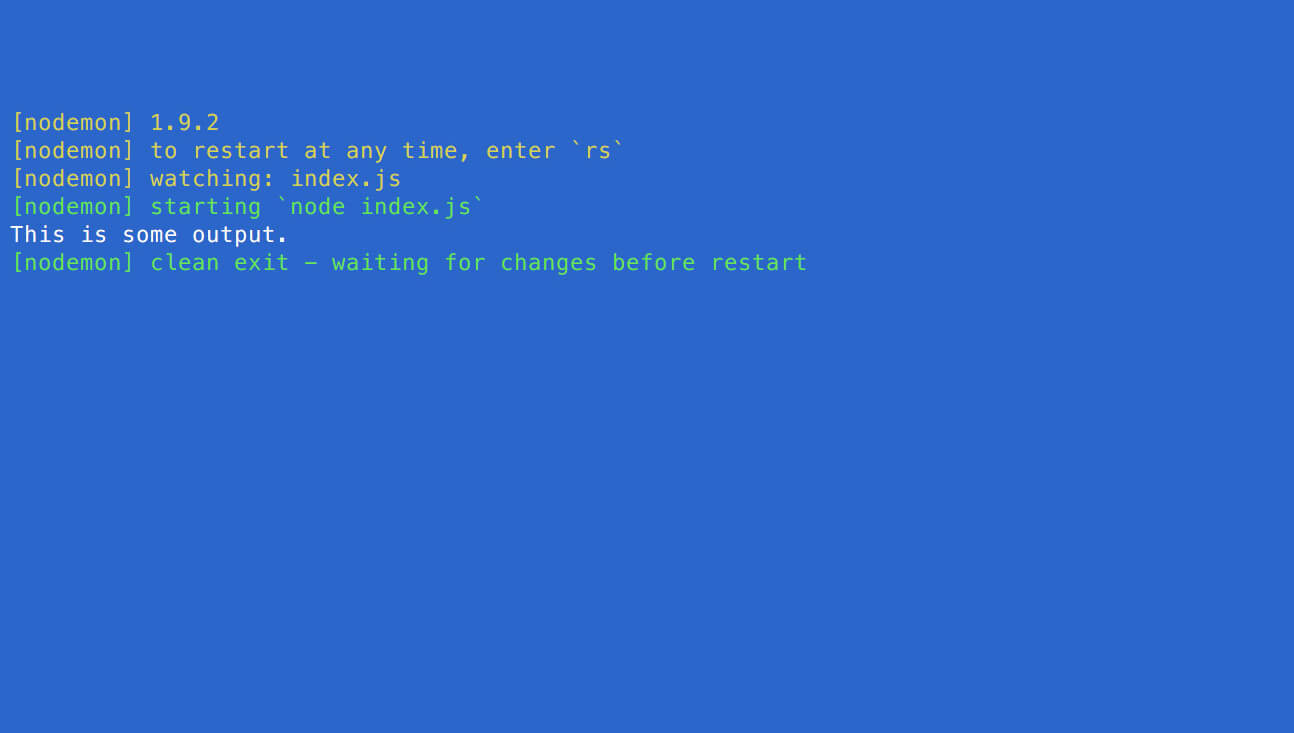 [nodemon] 1.9.2
[nodemon] to restart at any time, enter `rs`
[nodemon] watching: index.js
[nodemon] starting `node index.js`
This is some output.
[nodemon] clean exit – waiting for changes before restart